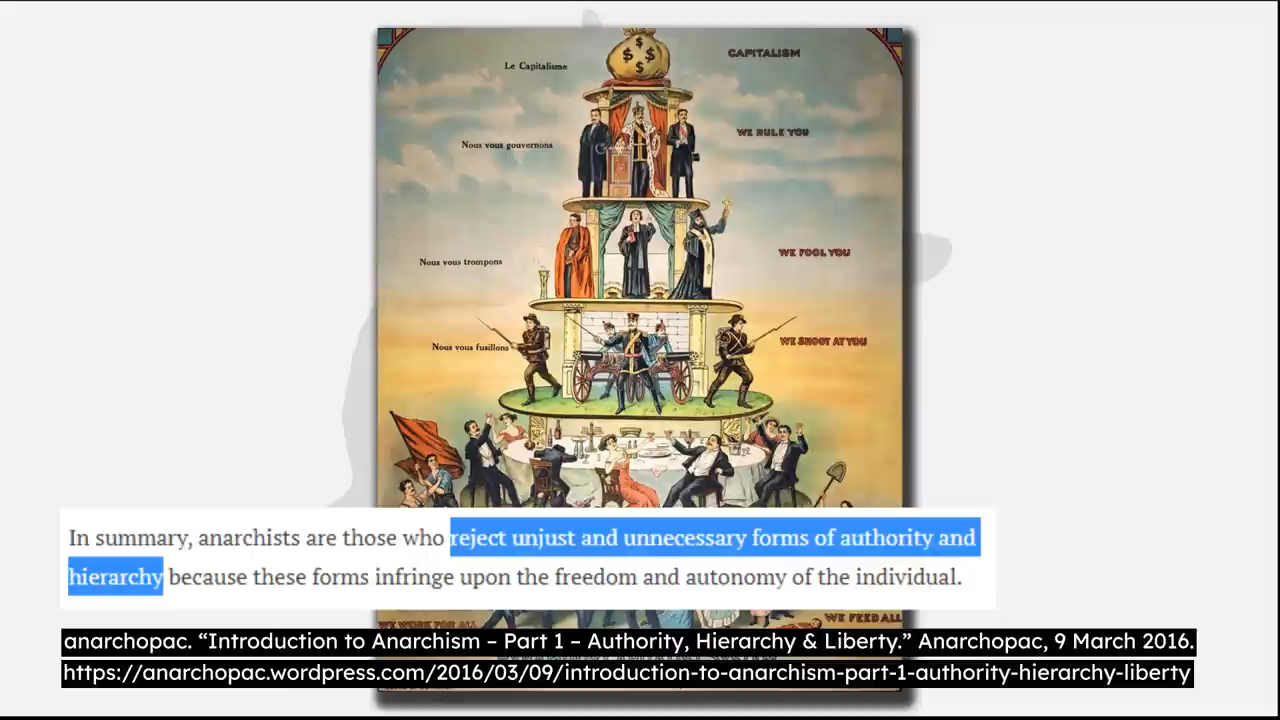 Le Capitalisme
CAPITALISM
Nous vous gouvernons
WE RULE YOU
Nous vous trompons
WE FOOL YOU
Nous vous fusillons
WE SHOOT AT YOU
In summary, anarchists are those who reject unjust and unnecessary forms of authority and
hierarchy because these forms infringe upon the freedom and autonomy of the individual.
WE WORK FOR ALL
WE FEED ALL
anarchopac. “Introduction to Anarchism – Part 1 – Authority, Hierarchy & Liberty.” Anarchopac, 9 March 2016.
https://anarchopac.wordpress.com/2016/03/09/introduction-to-anarchism-part-1-authority-hierarchy-liberty